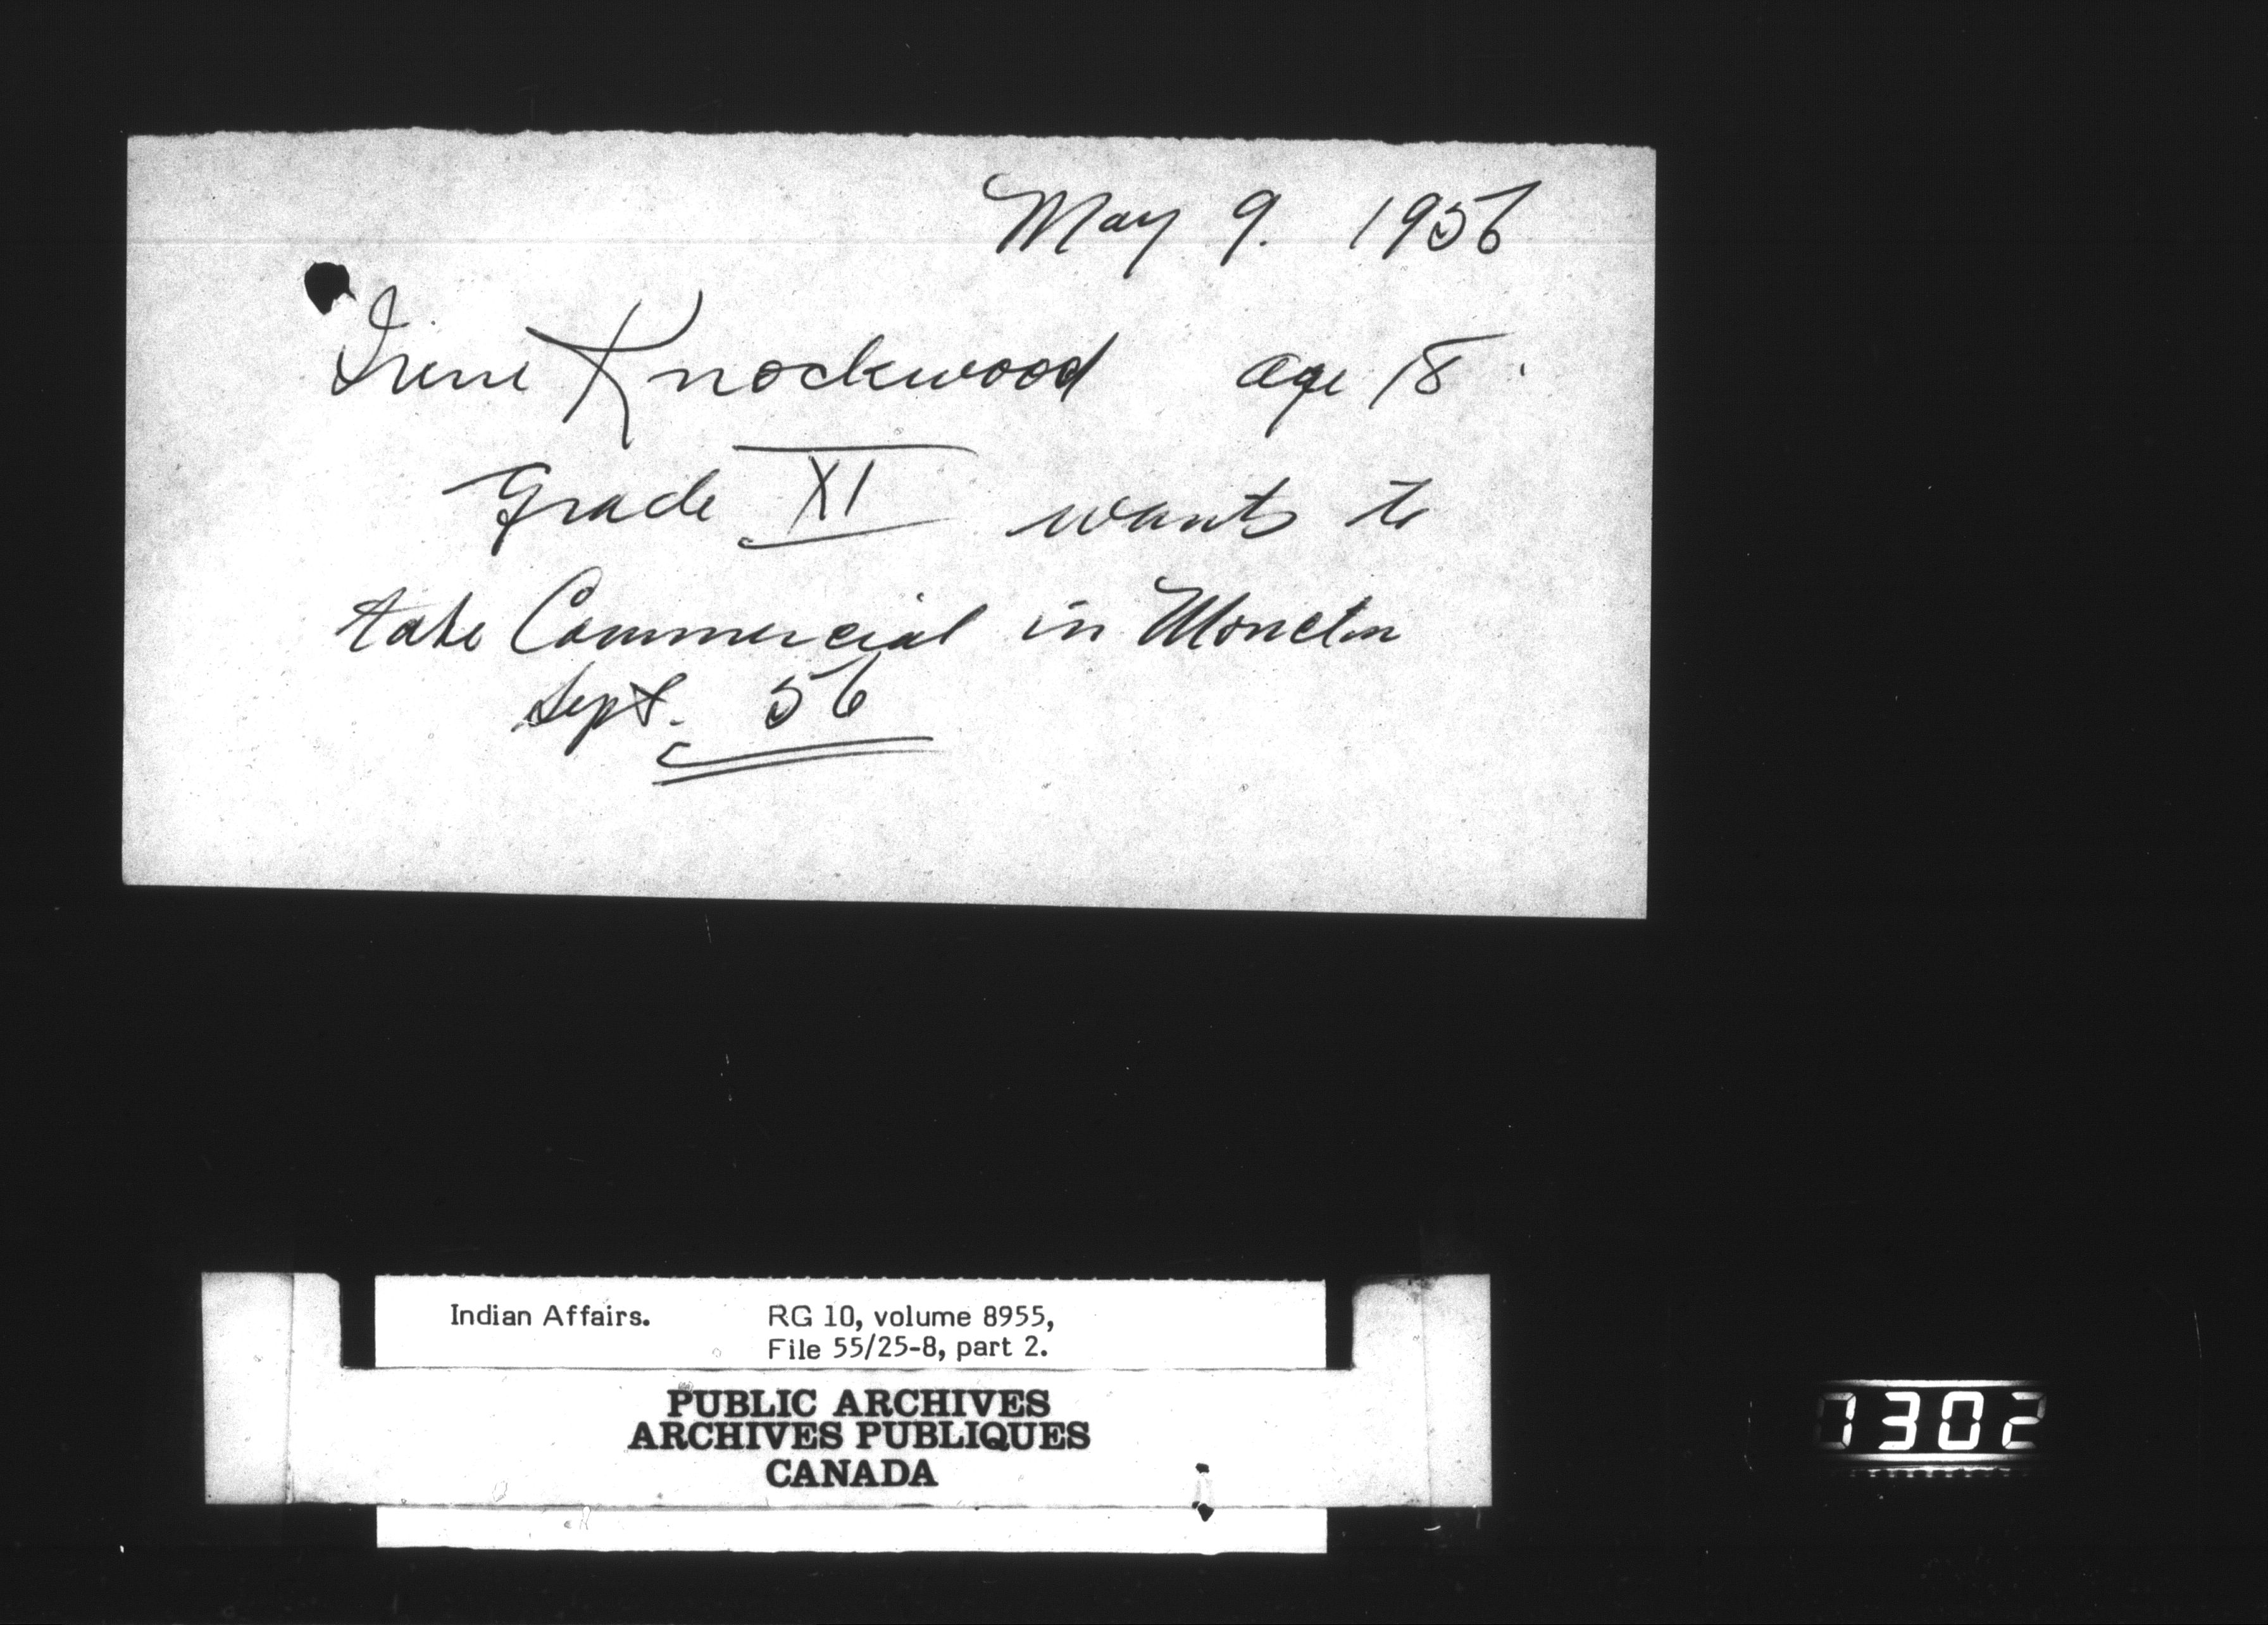 May 9. 1956
Irene Knockwood age 18
Grade XI wants to
take Commercial in Moncton
Sept. 56
Indian Affairs. RG 10, volume 8955,
File 55/25-8, part 2.
PUBLIC ARCHIVES
ARCHIVES PUBLIQUES
CANADA
1302